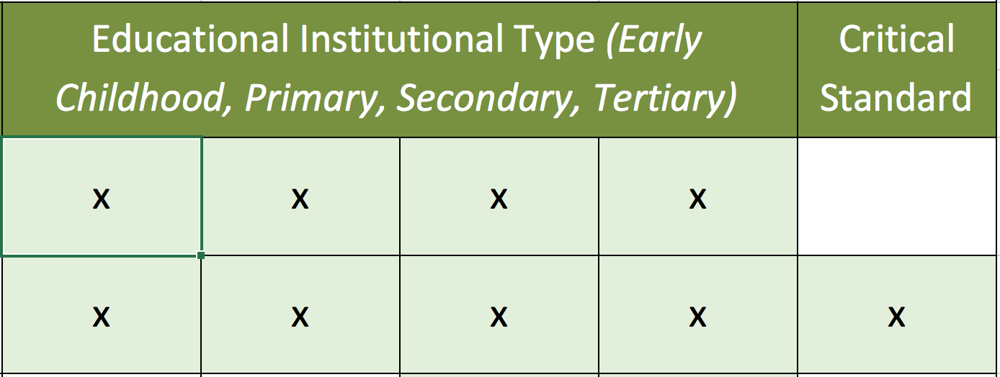 Educational Institutional Type (Early
Childhood, Primary, Secondary, Tertiary)
Critical
Standard
X X X X
X X X X X